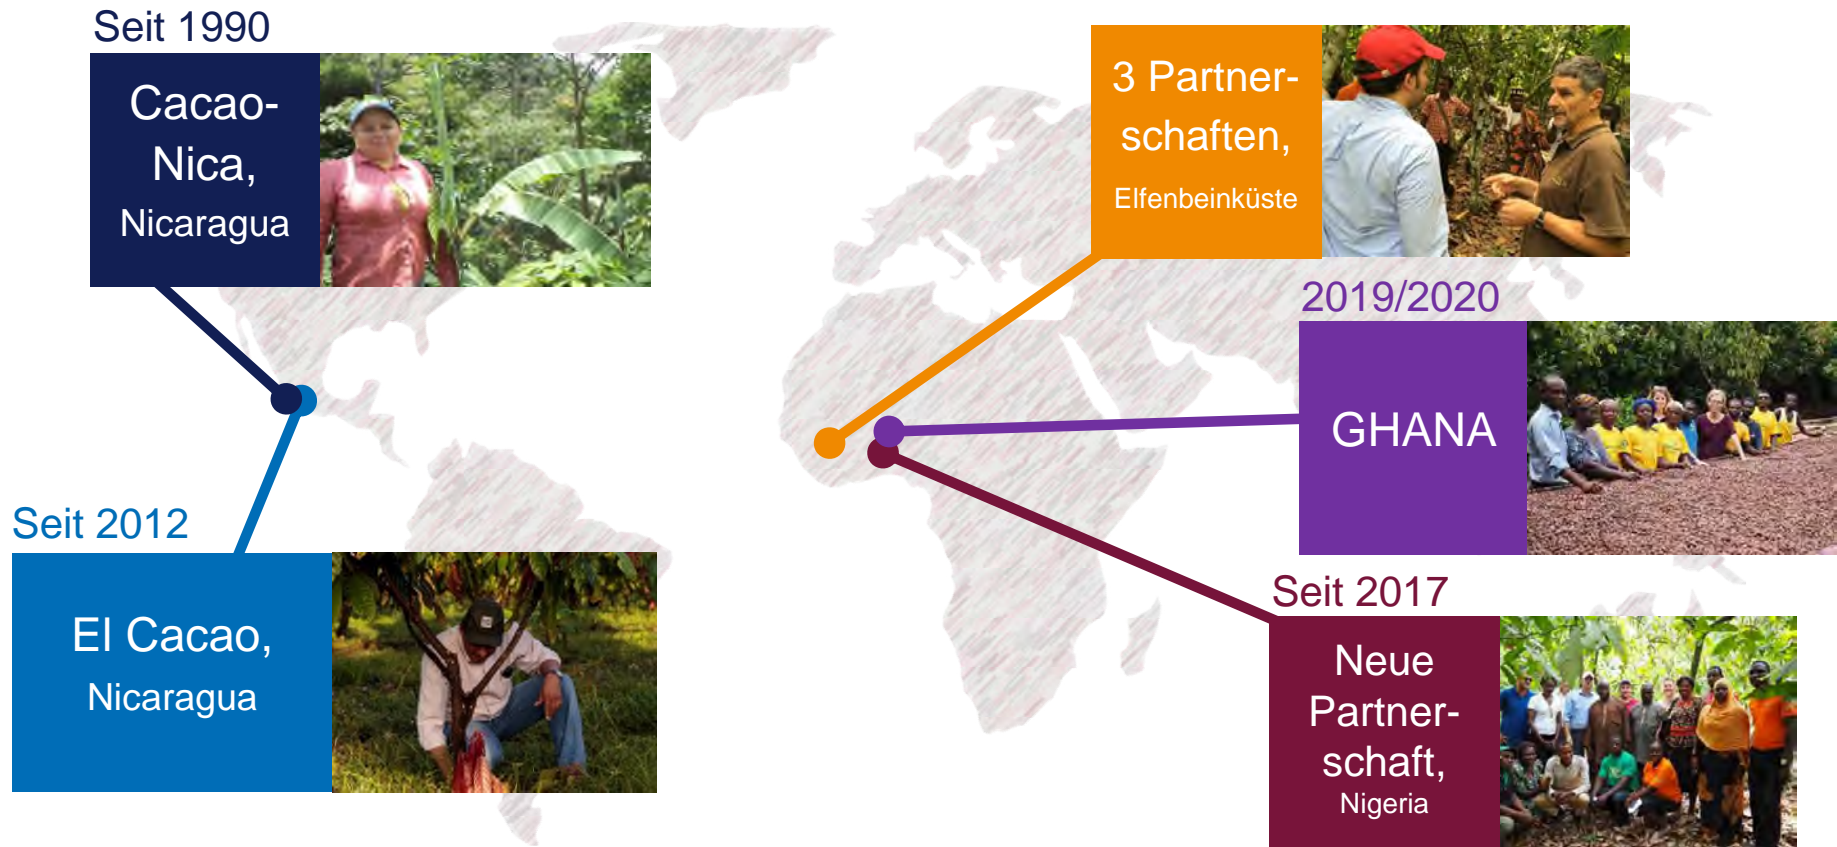 Seit 1990
Cacao-
Nica,
Nicaragua
Seit 2012
El Cacao,
Nicaragua
3 Partner-
schaften,
Elfenbeinküste
2019/2020
GHANA
Seit 2017
Neue
Partner-
schaft,
Nigeria